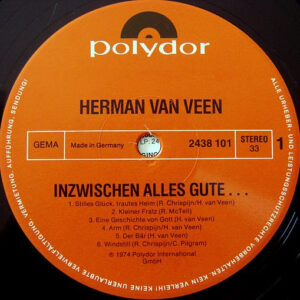 polydor
HERMAN VAN VEEN
GEMA
Made in Germany
LP. 24
2438 101
STEREO
33
1
INZWISCHEN ALLES GUTE . . .
1. Stilles Glück, trautes Heim (R. Chrispijn/H. van Veen)
2. Kleiner Fratz (R. McTell)
3. Eine Geschichte von Gott (H. van Veen)
4. Arm (R. Chrispijn/H. van Veen)
5. Der Bär (H. van Veen)
6. Windstill (R. Chrispijn/C. Pilgram)
℗ 1974 Polydor International
GmbH
ALLE URHEBER- UND LEISTUNGSSCHUTZRECHTE VORBEHALTEN · KEIN VERLEIH! KEINE UNERLAUBTE VERVIELFÄLTIGUNG, VERMIETUNG, AUFFÜHRUNG, SENDUNG!